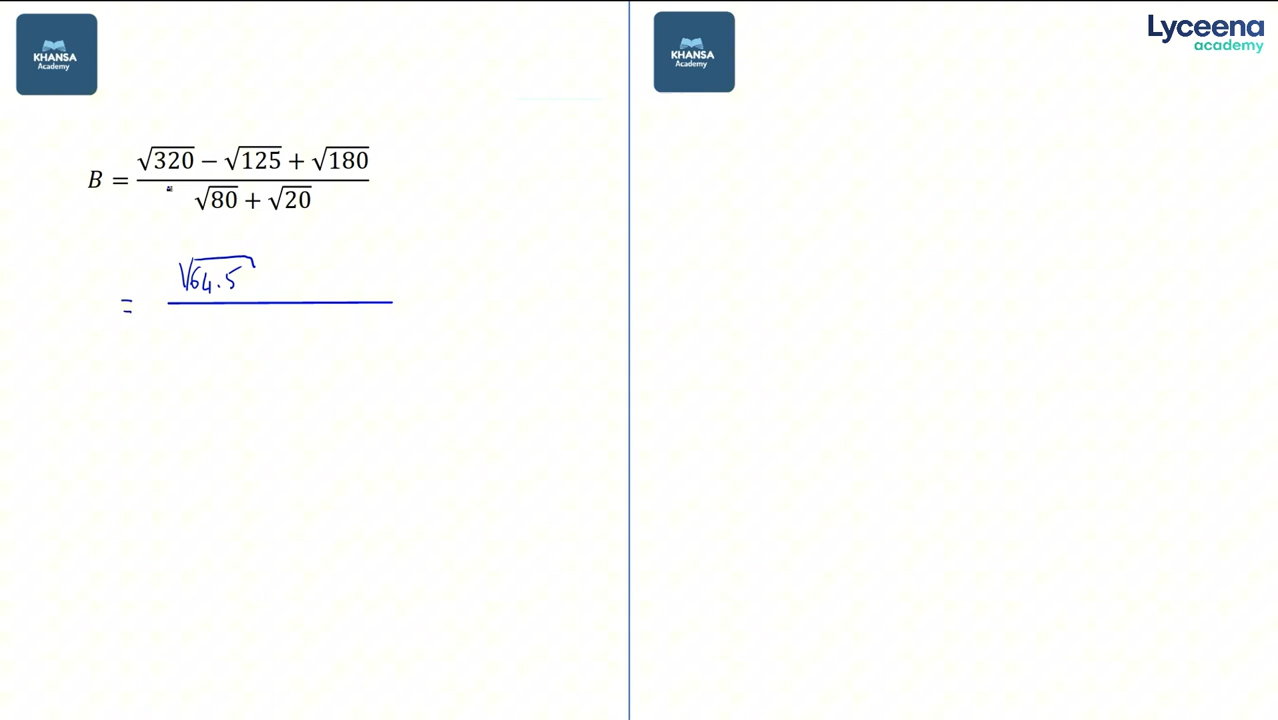 KHANSA
Academy
KHANSA
Academy
Lyceena
academy
B = (√320 − √125 + √180) / (√80 + √20)
= √64.5